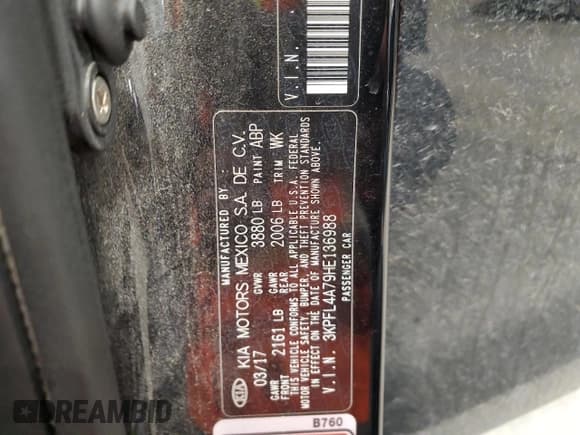 V.I.N.
MANUFACTURED BY :
KIA KIA MOTORS MEXICO S.A DE C.V.
03/17 GVWR 3880 LB PAINT ABP
GAWR FRONT 2161 LB GAWR REAR 2006 LB TRIM WK
THIS VEHICLE CONFORMS TO ALL APPLICABLE U.S.A. FEDERAL
MOTOR VEHICLE SAFETY, BUMPER, AND THEFT PREVENTION STANDARDS
IN EFFECT ON THE DATE OF MANUFACTURE SHOWN ABOVE.
V.I.N. 3KPFL4A79HE136988
PASSENGER CAR
B760
DREAMBID